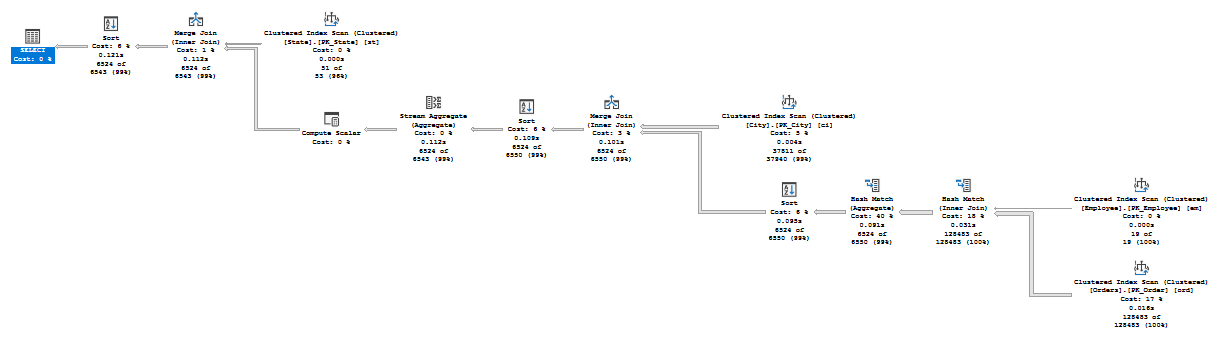 SELECT
Cost: 0 %
Sort
Cost: 6 %
0.121s
6524 of
6543 (99%)
Merge Join
(Inner Join)
Cost: 1 %
0.112s
6524 of
6543 (99%)
Clustered Index Scan (Clustered)
[State].[PK_State] [st]
Cost: 0 %
0.000s
51 of
53 (96%)
Compute Scalar
Cost: 0 %
Stream Aggregate
(Aggregate)
Cost: 0 %
0.112s
6524 of
6543 (99%)
Sort
Cost: 6 %
0.109s
6524 of
6550 (99%)
Merge Join
(Inner Join)
Cost: 3 %
0.101s
6524 of
6550 (99%)
Clustered Index Scan (Clustered)
[City].[PK_City] [ci]
Cost: 5 %
0.004s
37811 of
37940 (99%)
Sort
Cost: 6 %
0.095s
6524 of
6550 (99%)
Hash Match
(Aggregate)
Cost: 40 %
0.091s
6524 of
6550 (99%)
Hash Match
(Inner Join)
Cost: 18 %
0.031s
128483 of
128483 (100%)
Clustered Index Scan (Clustered)
[Employee].[PK_Employee] [em]
Cost: 0 %
0.000s
19 of
19 (100%)
Clustered Index Scan (Clustered)
[Orders].[PK_Order] [ord]
Cost: 17 %
0.016s
128483 of
128483 (100%)